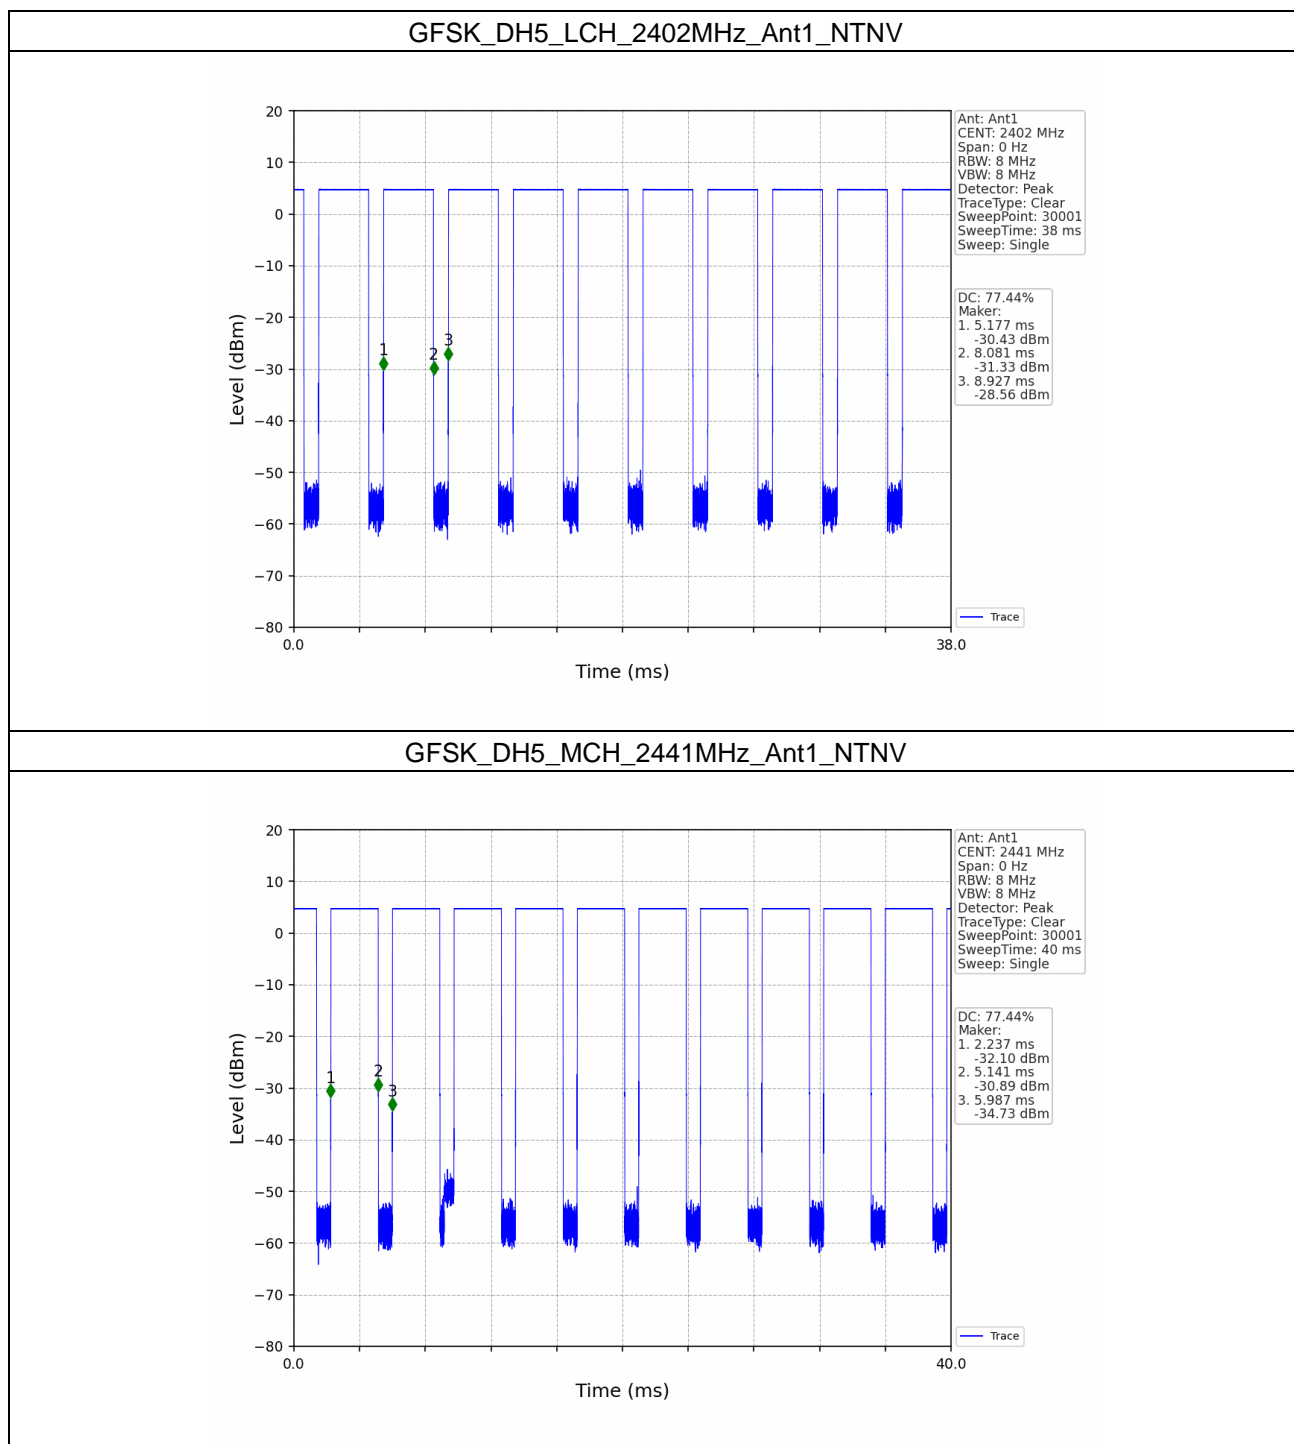 GFSK_DH5_LCH_2402MHz_Ant1_NTNV
20
10
0
−10
−20
−30
−40
−50
−60
−70
−80
Level (dBm)
1
2
3
0.0
38.0
Time (ms)
Ant: Ant1
CENT: 2402 MHz
Span: 0 Hz
RBW: 8 MHz
VBW: 8 MHz
Detector: Peak
TraceType: Clear
SweepPoint: 30001
SweepTime: 38 ms
Sweep: Single
DC: 77.44%
Maker:
1. 5.177 ms
-30.43 dBm
2. 8.081 ms
-31.33 dBm
3. 8.927 ms
-28.56 dBm
Trace
GFSK_DH5_MCH_2441MHz_Ant1_NTNV
20
10
0
−10
−20
−30
−40
−50
−60
−70
−80
Level (dBm)
1
2
3
0.0
40.0
Time (ms)
Ant: Ant1
CENT: 2441 MHz
Span: 0 Hz
RBW: 8 MHz
VBW: 8 MHz
Detector: Peak
TraceType: Clear
SweepPoint: 30001
SweepTime: 40 ms
Sweep: Single
DC: 77.44%
Maker:
1. 2.237 ms
-32.10 dBm
2. 5.141 ms
-30.89 dBm
3. 5.987 ms
-34.73 dBm
Trace